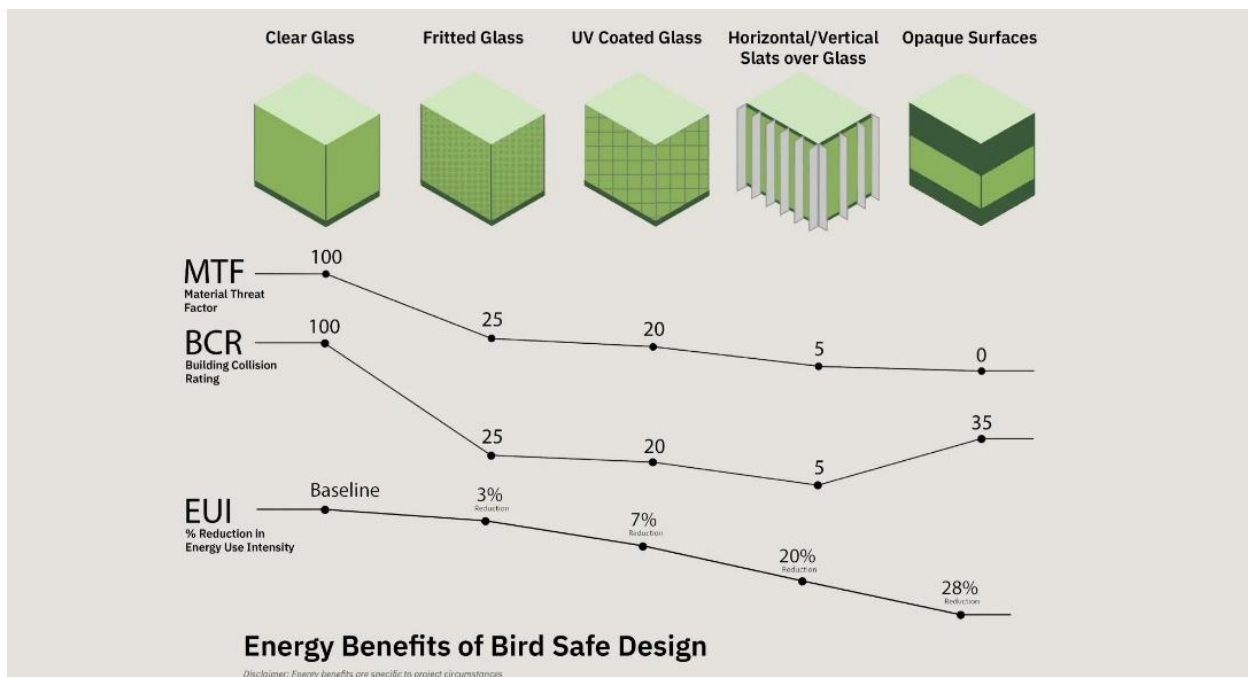 Clear Glass
Fritted Glass
UV Coated Glass
Horizontal/Vertical
Slats over Glass
Opaque Surfaces
MTF
Material Threat
Factor
100
25
20
5
0
BCR
Building Collision
Rating
100
25
20
5
35
EUI
% Reduction in
Energy Use Intensity
Baseline
3%
Reduction
7%
Reduction
20%
Reduction
28%
Reduction
Energy Benefits of Bird Safe Design
Disclaimer: Energy benefits are specific to project circumstances